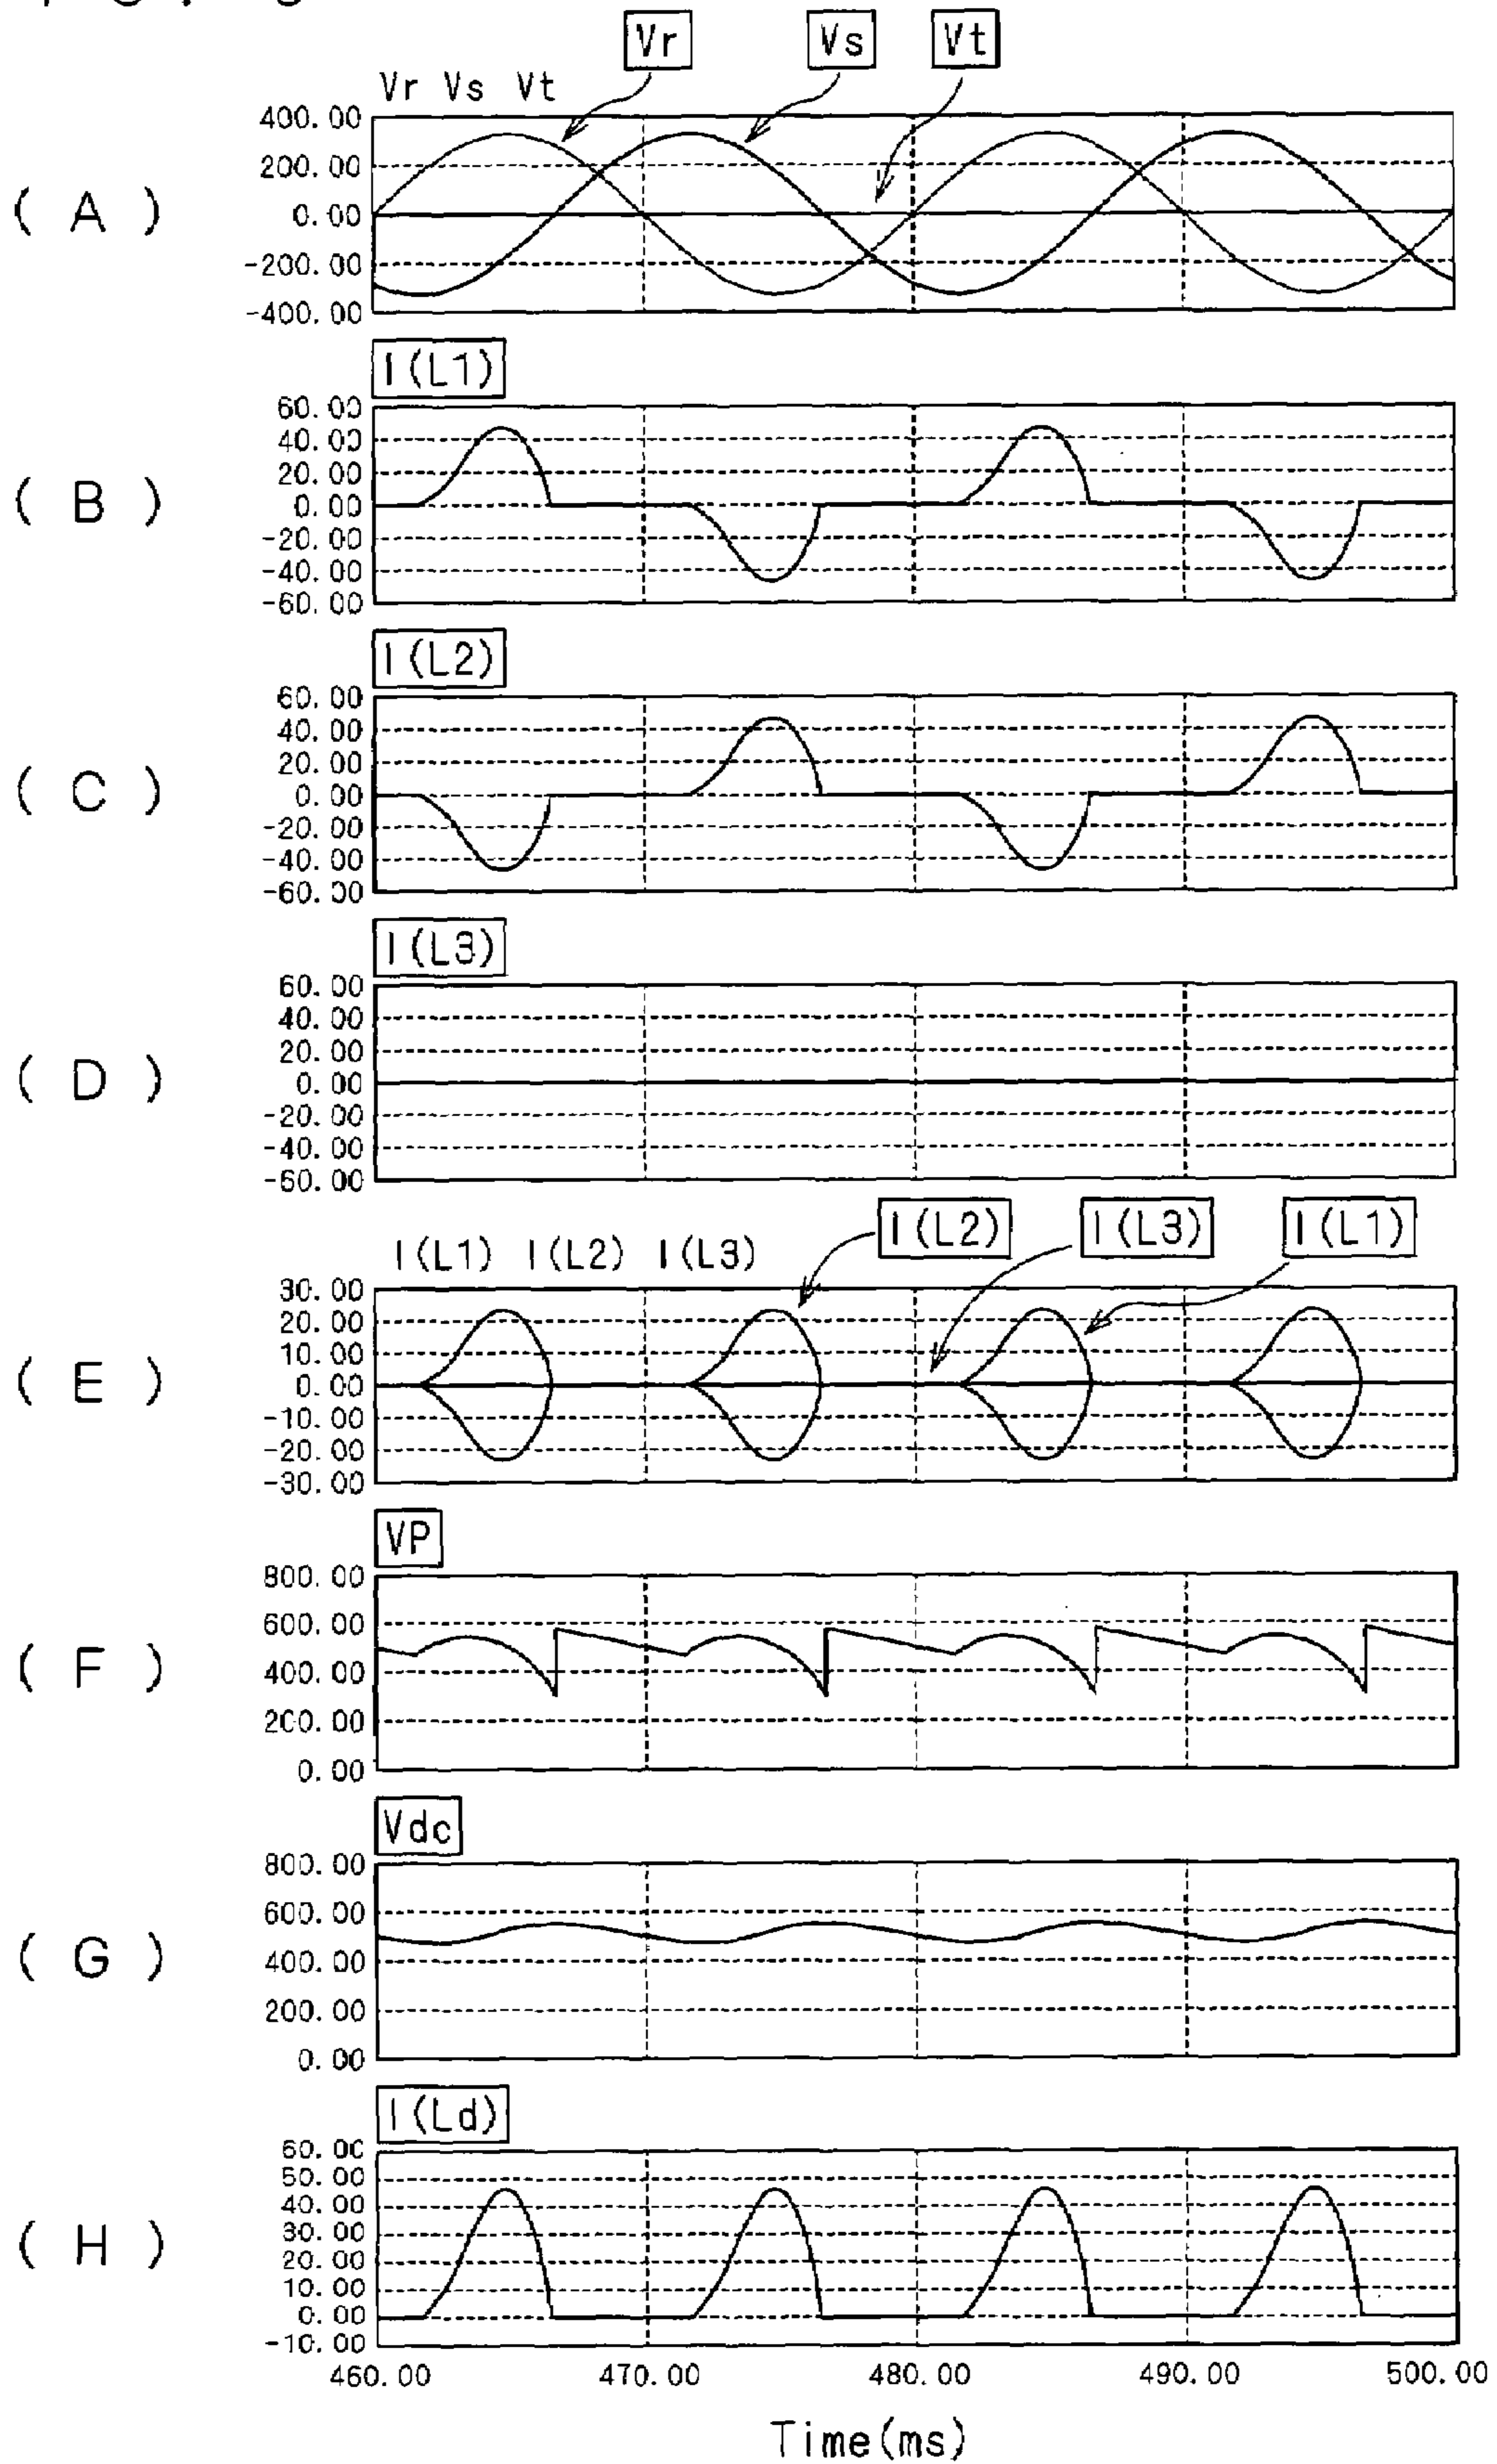 Vr Vs Vt
Vr Vs Vt
400.00
200.00
0.00
-200.00
-400.00
( A )
I(L1)
60.00
40.00
20.00
0.00
-20.00
-40.00
-60.00
( B )
I(L2)
60.00
40.00
20.00
0.00
-20.00
-40.00
-60.00
( C )
I(L3)
60.00
40.00
20.00
0.00
-20.00
-40.00
-60.00
( D )
I(L2) I(L3) I(L1)
I(L1) I(L2) I(L3)
30.00
20.00
10.00
0.00
-10.00
-20.00
-30.00
( E )
VP
800.00
600.00
400.00
200.00
0.00
( F )
Vdc
800.00
600.00
400.00
200.00
0.00
( G )
I(Ld)
60.00
50.00
40.00
30.00
20.00
10.00
0.00
-10.00
( H )
460.00 470.00 480.00 490.00 500.00
Time(ms)